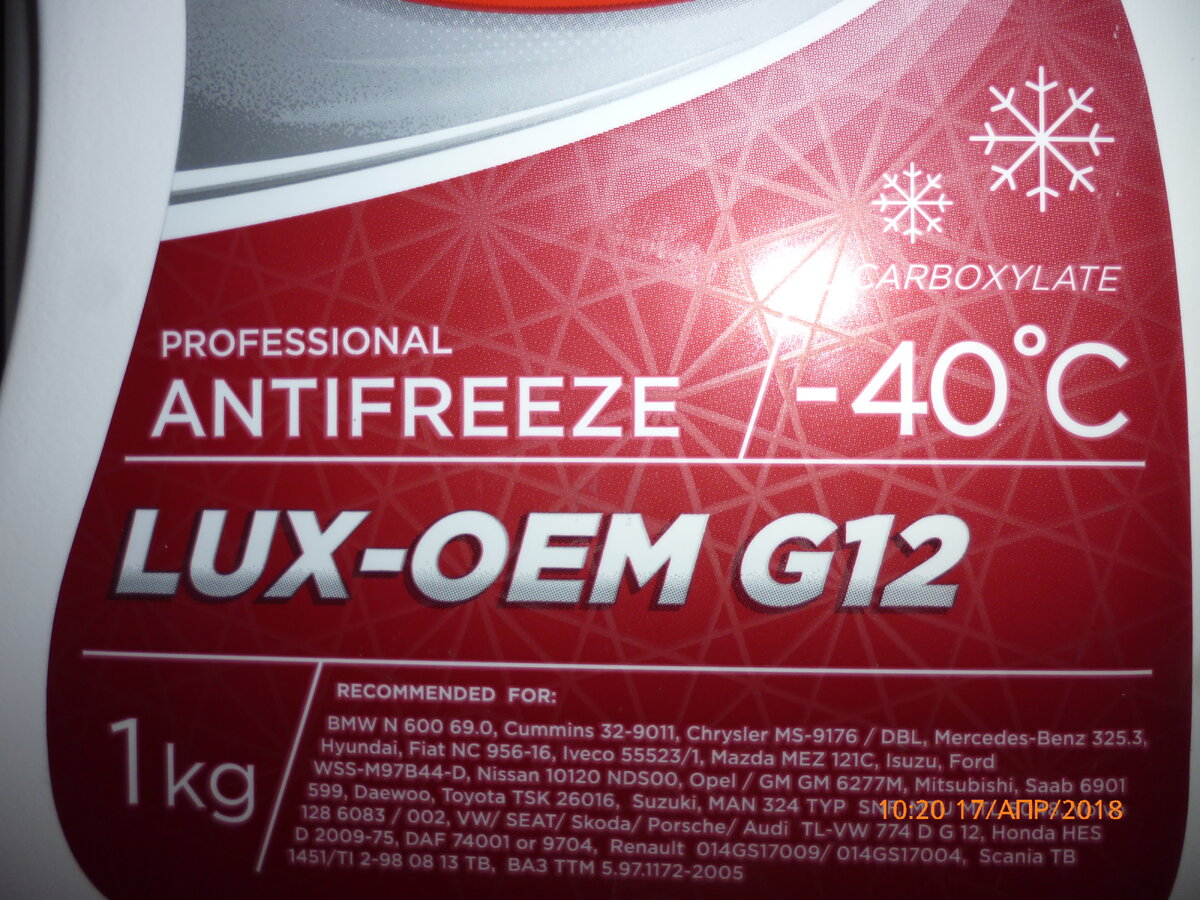 CARBOXYLATE
PROFESSIONAL
ANTIFREEZE
-40°C
LUX-OEM G12
1 kg
RECOMMENDED FOR:
BMW N 600 69.0, Cummins 32-9011, Chrysler MS-9176 / DBL, Mercedes-Benz 325.3,
Hyundai, Fiat NC 956-16, Iveco 55523/1, Mazda MEZ 121C, Isuzu, Ford
WSS-M97B44-D, Nissan 10120 NDS00, Opel / GM GM 6277M, Mitsubishi, Saab 6901
599, Daewoo, Toyota TSK 26016, Suzuki, MAN 324 TYP
128 6083 / 002, VW/ SEAT/ Skoda/ Porsche/ Audi TL-VW 774 D G 12, Honda HES
D 2009-75, DAF 74001 or 9704, Renault 014GS17009/ 014GS17004, Scania TB
1451/TI 2-98 08 13 TB, ВАЗ ТТМ 5.97.1172-2005
10:20 17/АПР/2018